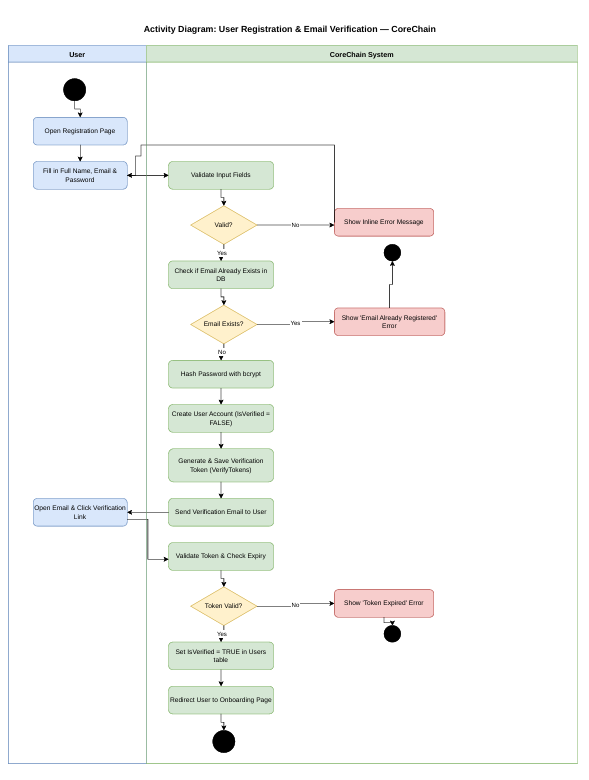 Activity Diagram: User Registration & Email Verification — CoreChain
User
CoreChain System
Open Registration Page
Fill in Full Name, Email &
Password
Validate Input Fields
Valid?
No
Show Inline Error Message
Yes
Check if Email Already Exists in
DB
Email Exists?
Yes
Show 'Email Already Registered'
Error
No
Hash Password with bcrypt
Create User Account (IsVerified =
FALSE)
Generate & Save Verification
Token (VerifyTokens)
Send Verification Email to User
Open Email & Click Verification
Link
Validate Token & Check Expiry
Token Valid?
No
Show 'Token Expired' Error
Yes
Set IsVerified = TRUE in Users
table
Redirect User to Onboarding Page